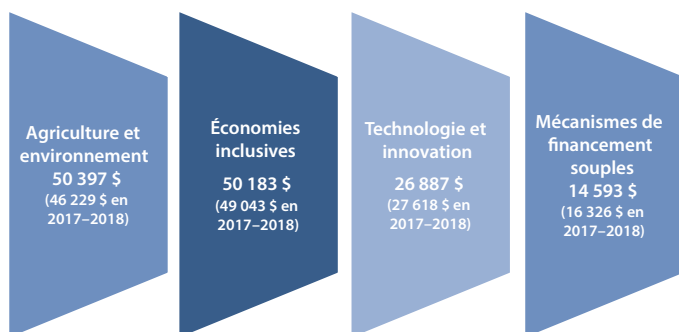 Agriculture et
environnement
50 397 $
(46 229 $ en
2017–2018)
Économies
inclusives
50 183 $
(49 043 $ en
2017–2018)
Technologie et
innovation
26 887 $
(27 618 $ en
2017–2018)
Mécanismes de
financement
souples
14 593 $
(16 326 $ en
2017–2018)